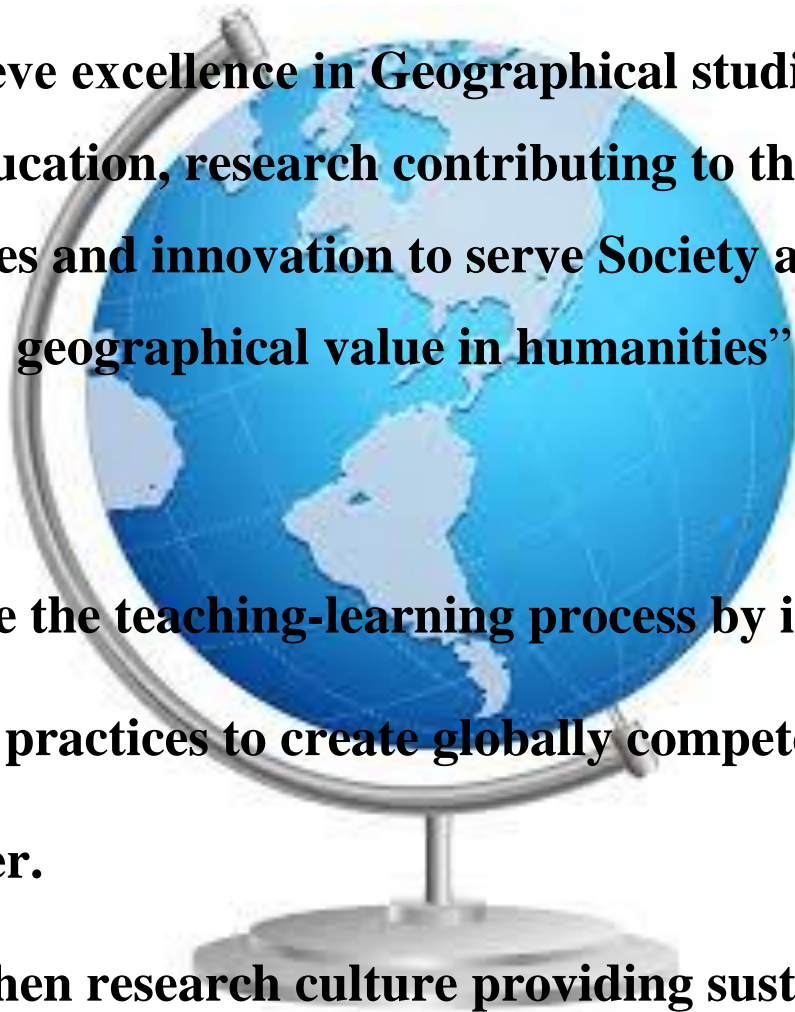 eve excellence in Geographical studi
ucation, research contributing to th
es and innovation to serve Society a
geographical value in humanities”
e the teaching-learning process by i
practices to create globally compet
er.
hen research culture providing sust